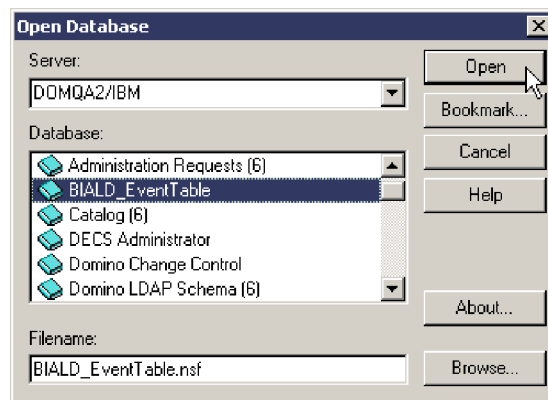 Open Database
Server:
DOMQA2/IBM
Database:
Administration Requests (6)
BIALD_EventTable
Catalog (6)
DECS Administrator
Domino Change Control
Domino LDAP Schema (6)
Filename:
BIALD_EventTable.nsf
Open
Bookmark...
Cancel
Help
About...
Browse...